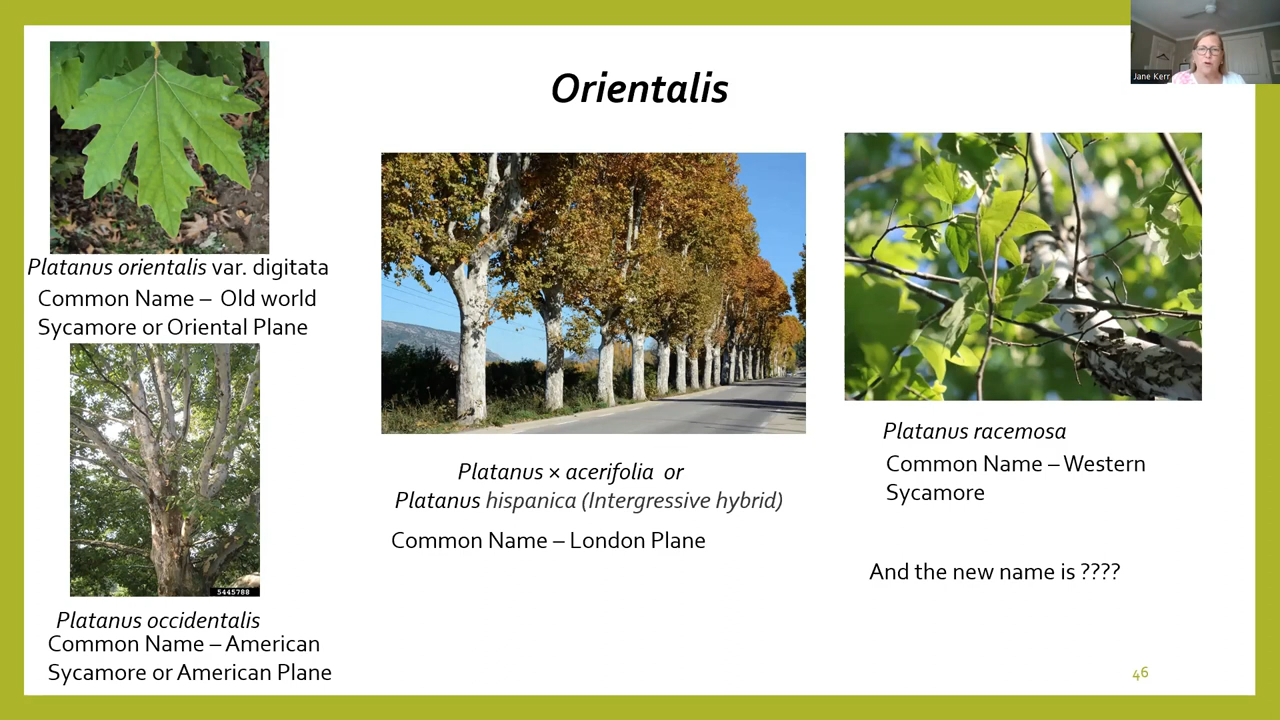 Orientalis
Jane Kerr
Platanus orientalis var. digitata
Common Name – Old world
Sycamore or Oriental Plane
5445788
Platanus occidentalis
Common Name – American
Sycamore or American Plane
Platanus × acerifolia or
Platanus hispanica (Intergressive hybrid)
Common Name – London Plane
Platanus racemosa
Common Name – Western
Sycamore
And the new name is ????
46